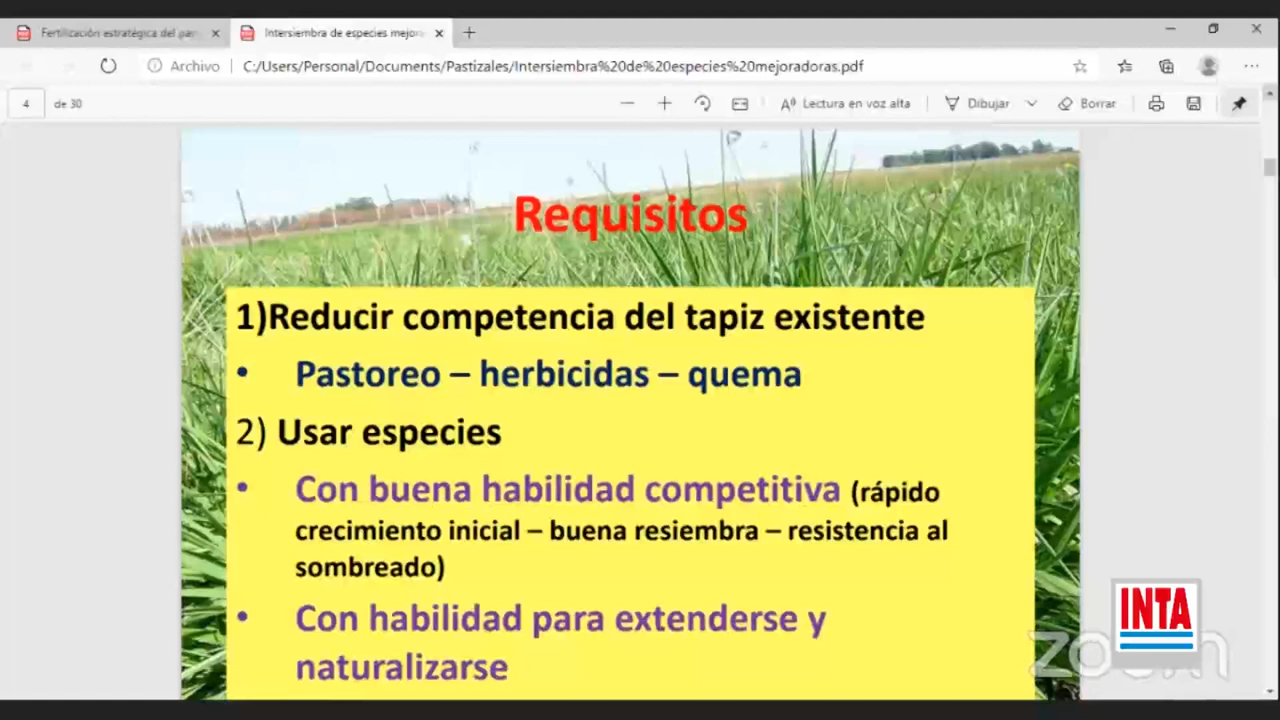 Fertilización estratégica del pas
Intersiembra de especies mejora
Archivo
C:/Users/Personal/Documents/Pastizales/Intersiembra%20de%20especies%20mejoradoras.pdf
4 de 30
Lectura en voz alta
Dibujar
Borrar
Requisitos
1)Reducir competencia del tapiz existente
• Pastoreo – herbicidas – quema
2) Usar especies
• Con buena habilidad competitiva (rápido
crecimiento inicial – buena resiembra – resistencia al
sombreado)
• Con habilidad para extenderse y
naturalizarse
INTA
zoom